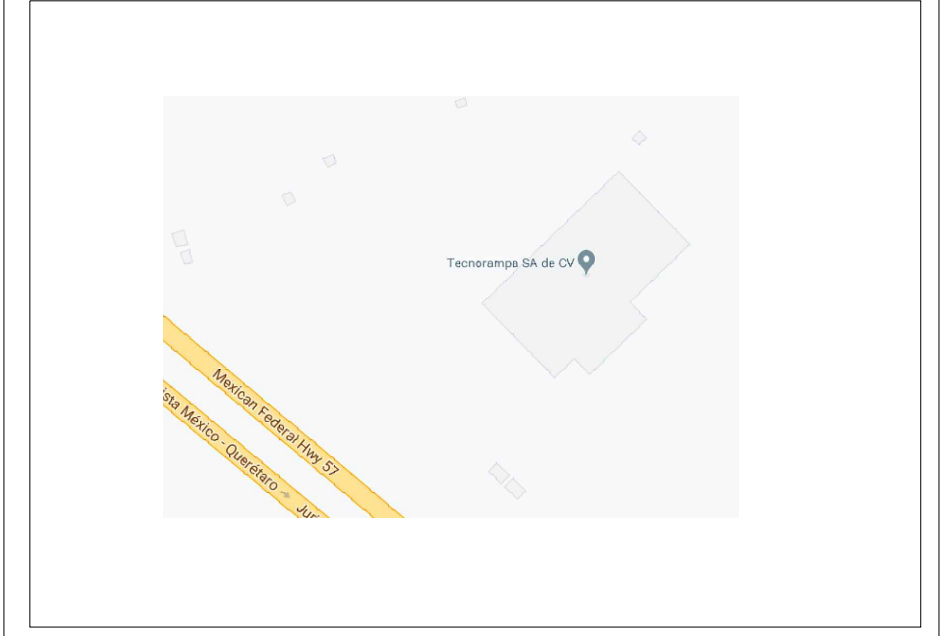 Tecnorampa SA de CV
Mexican Federal Hwy 57
ista México - Querétaro →